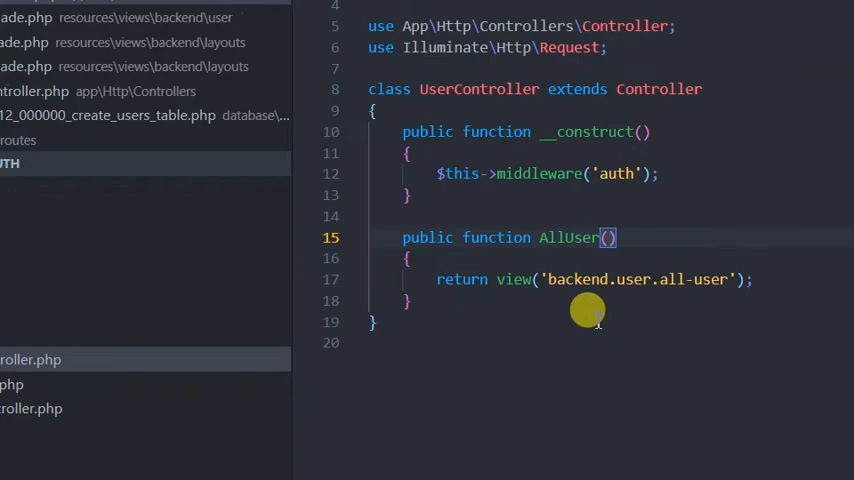 ade.php resources\views\backend\user
ade.php resources\views\backend\layouts
ade.php resources\views\backend\layouts
ntroller.php app\Http\Controllers
12_000000_create_users_table.php database\...
routes
UTH
roller.php
php
troller.php
4
5 use App\Http\Controllers\Controller;
6 use Illuminate\Http\Request;
7
8 class UserController extends Controller
9 {
10 public function __construct()
11 {
12 $this->middleware('auth');
13 }
14
15 public function AllUser()
16 {
17 return view('backend.user.all-user');
18 }
19 }
20